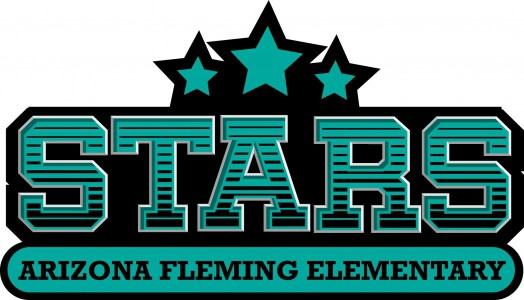 STARS
ARIZONA FLEMING ELEMENTARY